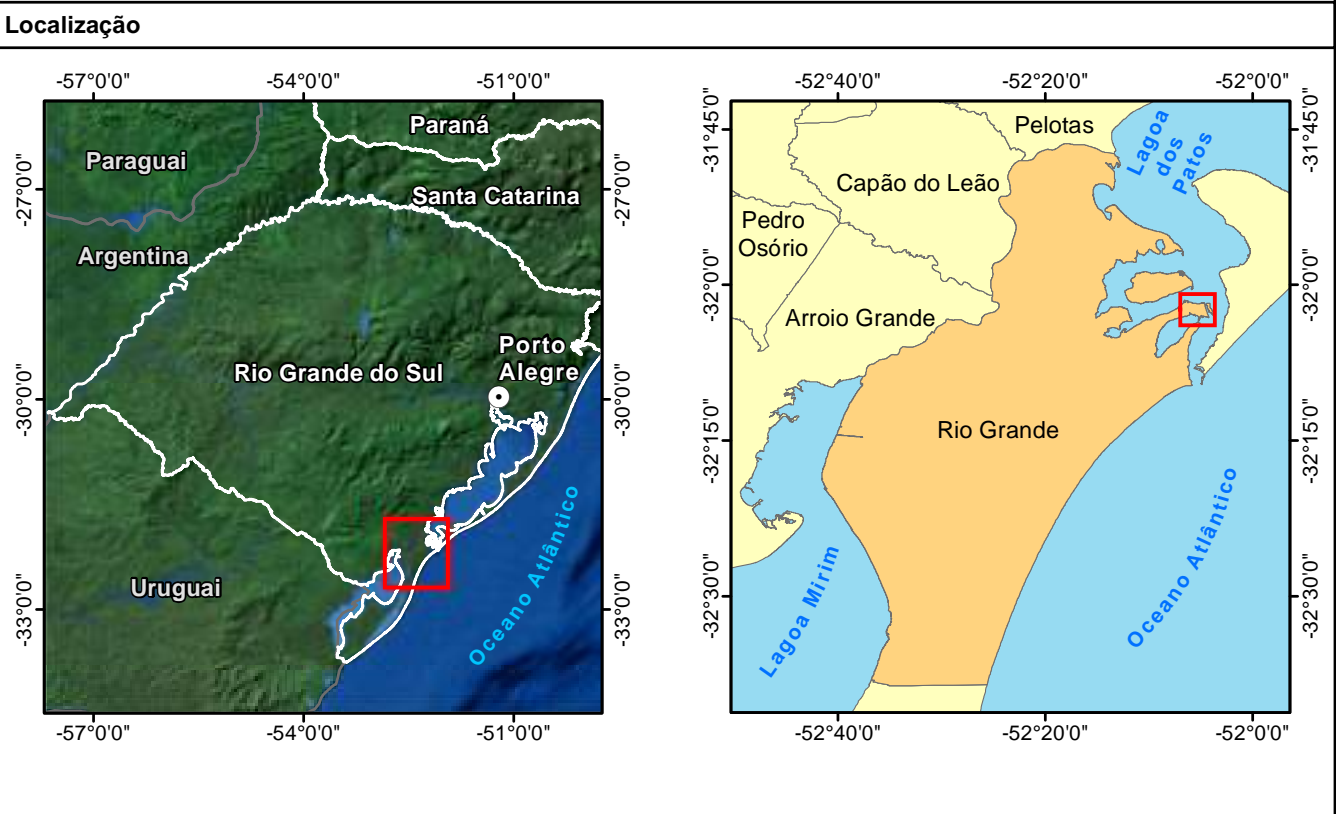 Localização
-57°0'0"
-54°0'0"
-51°0'0"
-27°0'0"
-30°0'0"
-33°0'0"
Paraná
Paraguai
Santa Catarina
Argentina
Porto
Alegre
Rio Grande do Sul
Uruguai
Oceano Atlântico
-27°0'0"
-30°0'0"
-33°0'0"
-57°0'0"
-54°0'0"
-51°0'0"
-52°40'0"
-52°20'0"
-52°0'0"
-31°45'0"
-32°0'0"
-32°15'0"
-32°30'0"
Pelotas
Lagoa
dos
Patos
Capão do Leão
Pedro
Osório
Arroio Grande
Rio Grande
Lagoa Mirim
Oceano Atlântico
-31°45'0"
-32°0'0"
-32°15'0"
-32°30'0"
-52°40'0"
-52°20'0"
-52°0'0"